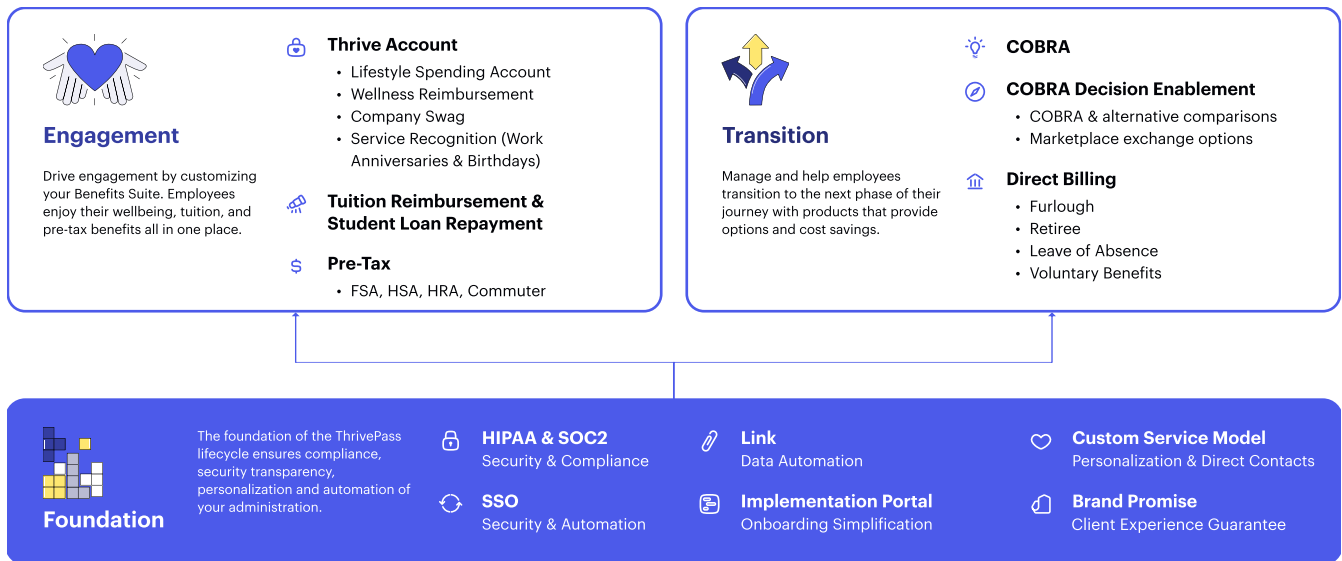 Engagement
Drive engagement by customizing
your Benefits Suite. Employees
enjoy their wellbeing, tuition, and
pre-tax benefits all in one place.
Thrive Account
• Lifestyle Spending Account
• Wellness Reimbursement
• Company Swag
• Service Recognition (Work
Anniversaries & Birthdays)
Tuition Reimbursement &
Student Loan Repayment
$
Pre-Tax
• FSA, HSA, HRA, Commuter
Transition
Manage and help employees
transition to the next phase of their
journey with products that provide
options and cost savings.
COBRA
COBRA Decision Enablement
• COBRA & alternative comparisons
• Marketplace exchange options
Direct Billing
• Furlough
• Retiree
• Leave of Absence
• Voluntary Benefits
Foundation
The foundation of the ThrivePass
lifecycle ensures compliance,
security transparency,
personalization and automation of
your administration.
HIPAA & SOC2
Security & Compliance
SSO
Security & Automation
Link
Data Automation
Implementation Portal
Onboarding Simplification
Custom Service Model
Personalization & Direct Contacts
Brand Promise
Client Experience Guarantee